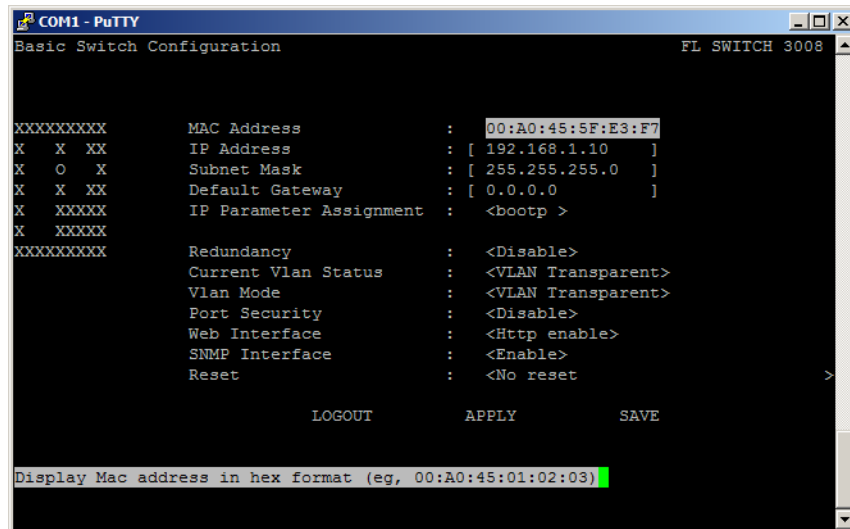 COM1 - PuTTY
Basic Switch Configuration FL SWITCH 3008
XXXXXXXXX MAC Address : 00:A0:45:5F:E3:F7
X X XX IP Address : [ 192.168.1.10 ]
X O X Subnet Mask : [ 255.255.255.0 ]
X X XX Default Gateway : [ 0.0.0.0 ]
X XXXXX IP Parameter Assignment : <bootp >
X XXXXX
XXXXXXXXX Redundancy : <Disable>
Current Vlan Status : <VLAN Transparent>
Vlan Mode : <VLAN Transparent>
Port Security : <Disable>
Web Interface : <Http enable>
SNMP Interface : <Enable>
Reset : <No reset >
LOGOUT APPLY SAVE
Display Mac address in hex format (eg, 00:A0:45:01:02:03)